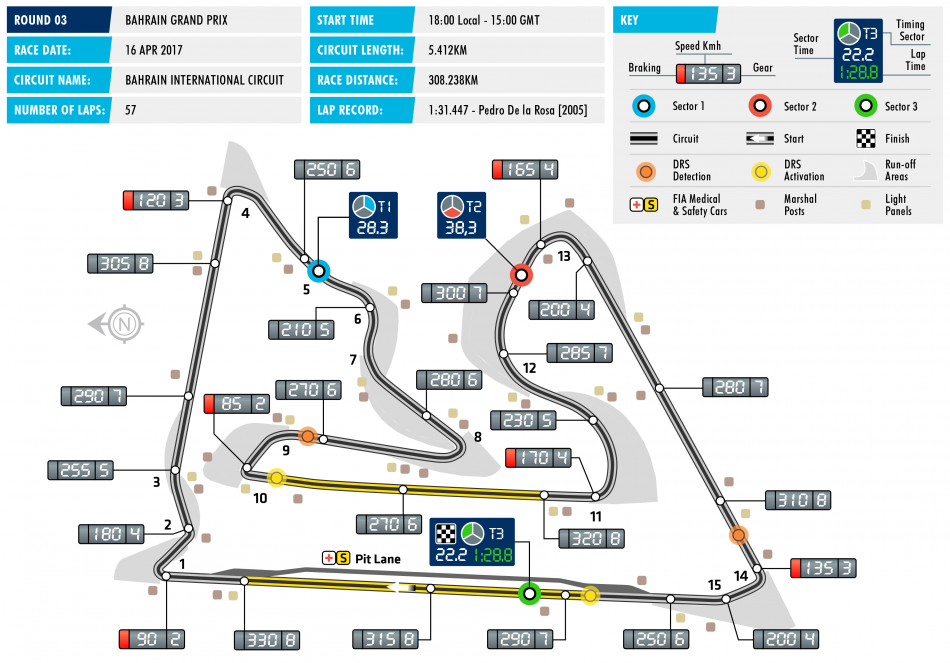 ROUND 03 BAHRAIN GRAND PRIX
RACE DATE: 16 APR 2017
CIRCUIT NAME: BAHRAIN INTERNATIONAL CIRCUIT
NUMBER OF LAPS: 57
START TIME 18:00 Local - 15:00 GMT
CIRCUIT LENGTH: 5.412KM
RACE DISTANCE: 308.238KM
LAP RECORD: 1:31.447 - Pedro De la Rosa [2005]
KEY
Speed Kmh
Braking 135 3 Gear
Sector Time
T3 Timing Sector
22.2
1:28.8 Lap Time
Sector 1 Sector 2 Sector 3
Circuit Start Finish
DRS Detection
DRS Activation
Run-off Areas
S FIA Medical & Safety Cars
Marshal Posts
Light Panels
250 6
165 4
120 3
4
T1
28.3
T2
38,3
13
305 8
5
300 7
200 4
N
6
210 5
7
285 7
12
290 7
270 6
280 6
280 7
85 2
230 5
8
9
255 5
3
170 4
10
11
310 8
180 4
2
270 6
T3
22.2 1:28.8
320 8
S Pit Lane
1
14
135 3
15
90 2
330 8
315 8
290 7
250 6
200 4